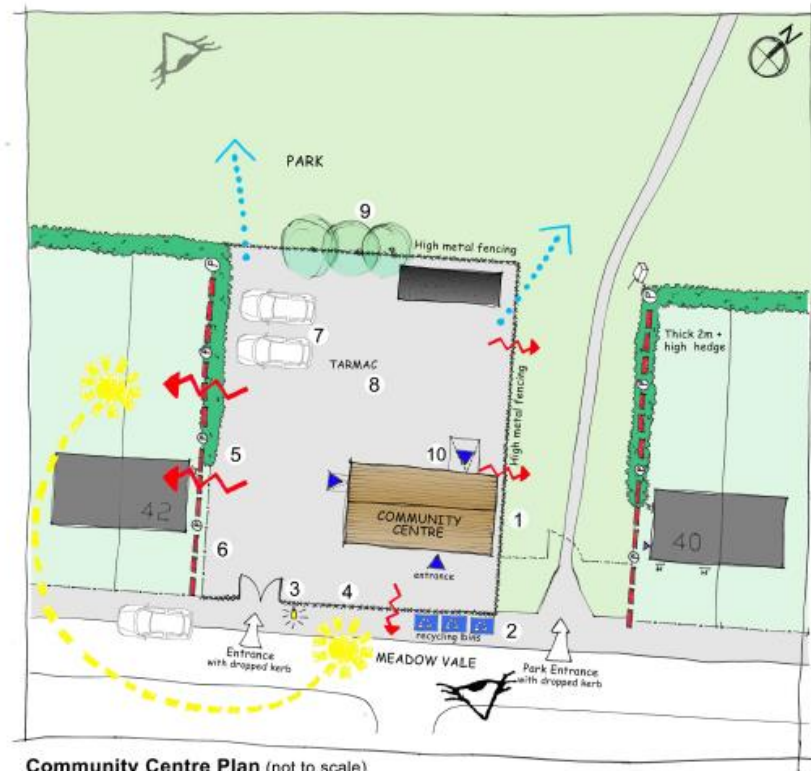 N
PARK
9
High metal fencing
7
TARMAC
8
Thick 2m +
high hedge
High metal fencing
10
5
1
42
COMMUNITY
CENTRE
40
6
entrance
3
4
2
recycling bins
Entrance
with dropped kerb
MEADOW VALE
Park Entrance
with dropped kerb
Community Centre Plan (not to scale)
P
P
P
P
P
P
P
P